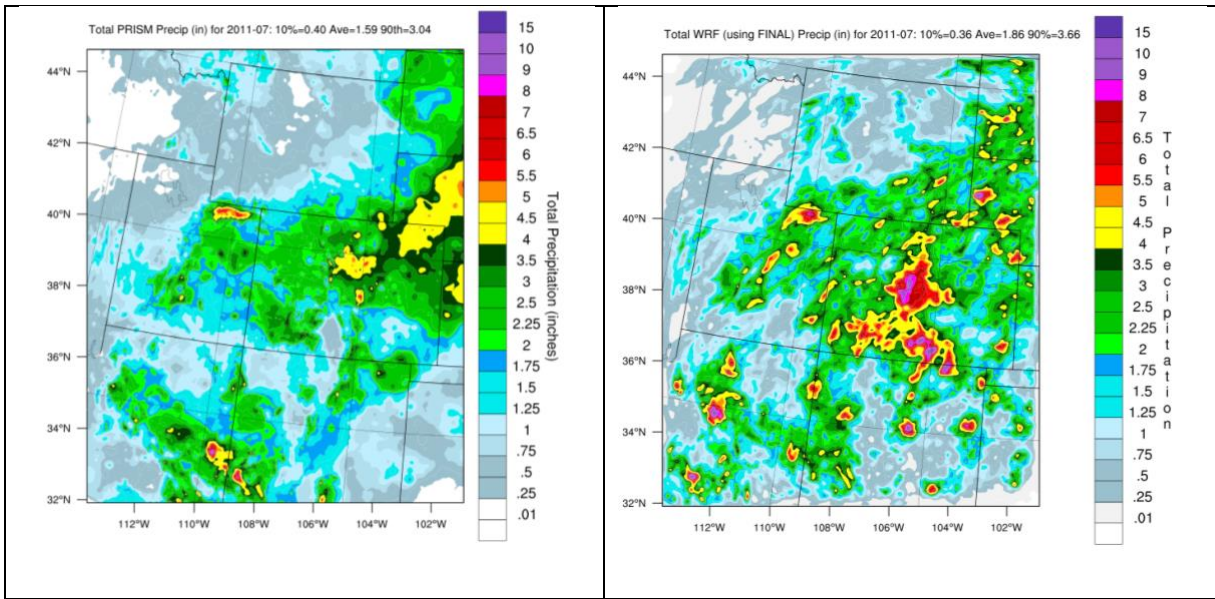 Total PRISM Precip (in) for 2011-07: 10%=0.40 Ave=1.59 90th=3.04
44°N
42°N
40°N
38°N
36°N
34°N
32°N
112°W 110°W 108°W 106°W 104°W 102°W
15
10
9
8
7
6.5
6
5.5
5
4.5
4
3.5
3
2.5
2.25
2
1.75
1.5
1.25
1
.75
.5
.25
.01
Total Precipitation (inches)
Total WRF (using FINAL) Precip (in) for 2011-07: 10%=0.36 Ave=1.86 90%=3.66
44°N
42°N
40°N
38°N
36°N
34°N
32°N
112°W 110°W 108°W 106°W 104°W 102°W
15
10
9
8
7
6.5
6
5.5
5
4.5
4
3.5
3
2.5
2.25
2
1.75
1.5
1.25
1
.75
.5
.25
.01
Total Precipitation